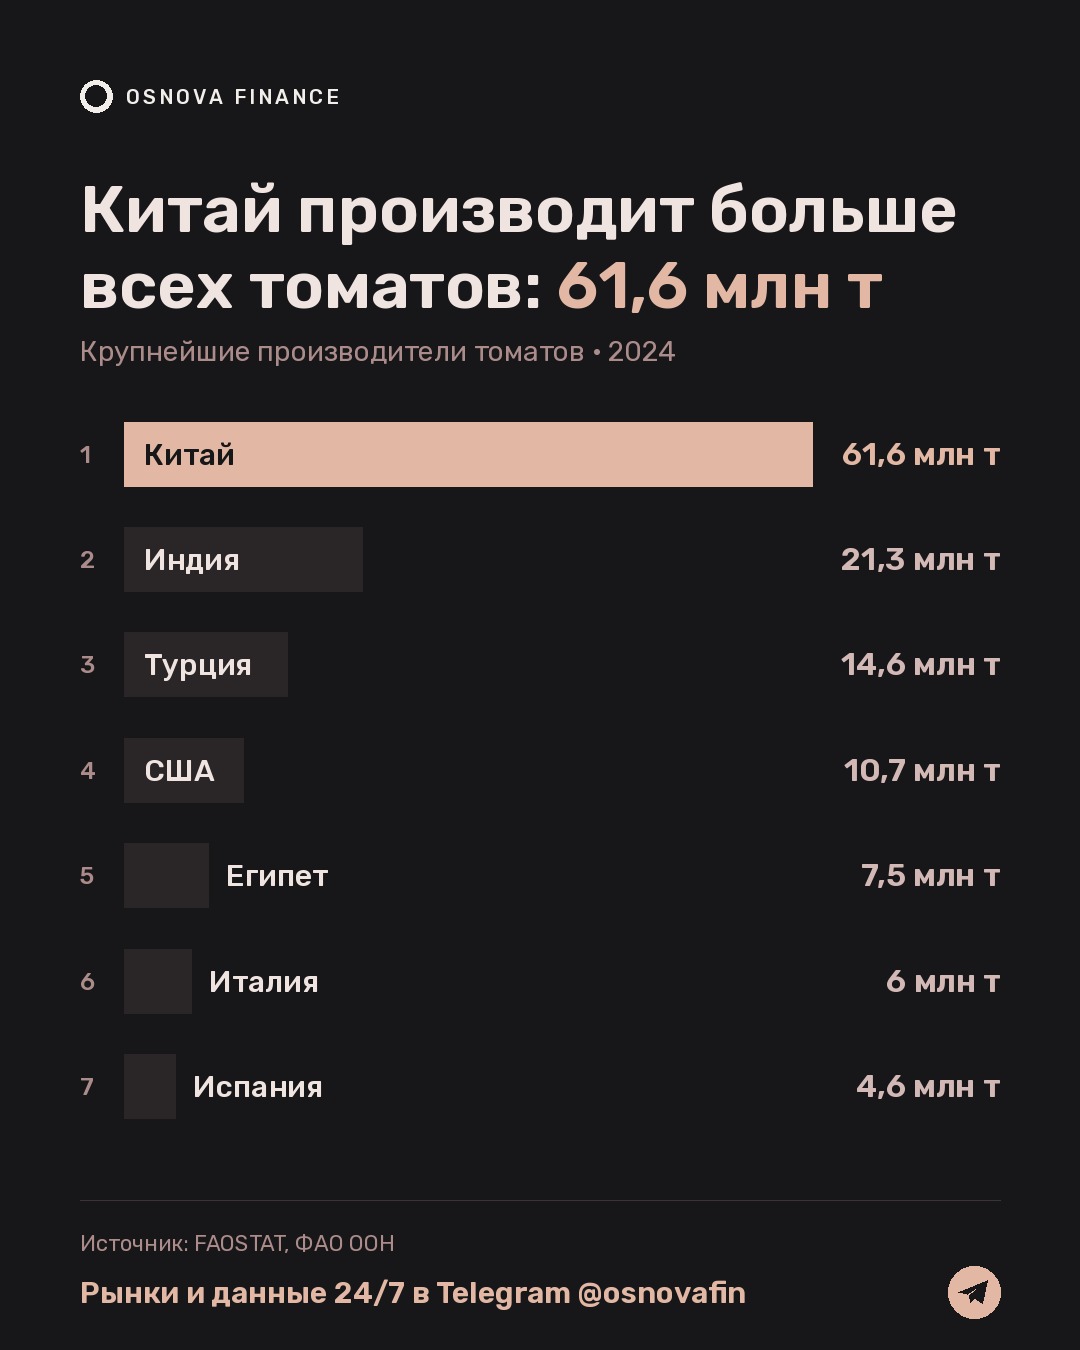 OSNOVA FINANCE
Китай производит больше
всех томатов: 61,6 млн т
Крупнейшие производители томатов • 2024
1 Китай 61,6 млн т
2 Индия 21,3 млн т
3 Турция 14,6 млн т
4 США 10,7 млн т
5 Египет 7,5 млн т
6 Италия 6 млн т
7 Испания 4,6 млн т
Источник: FAOSTAT, ФАО ООН
Рынки и данные 24/7 в Telegram @osnovafin